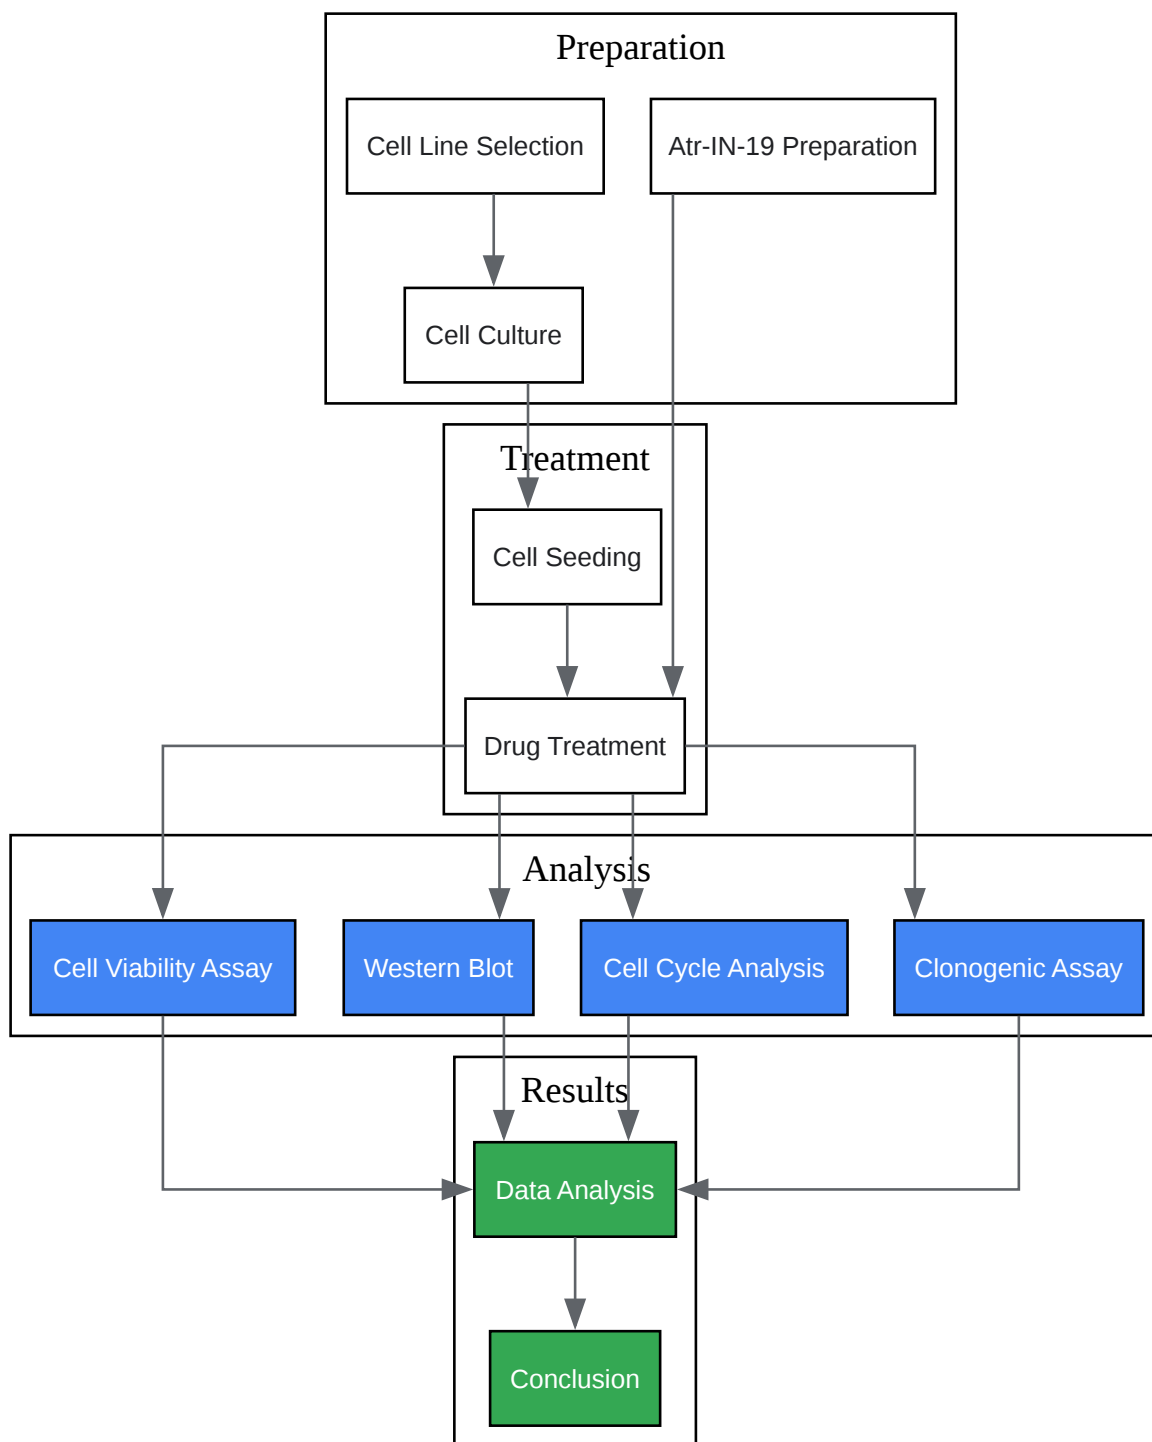 Preparation
Cell Line Selection
Atr-IN-19 Preparation
Cell Culture
Treatment
Cell Seeding
Drug Treatment
Analysis
Cell Viability Assay
Western Blot
Cell Cycle Analysis
Clonogenic Assay
Results
Data Analysis
Conclusion